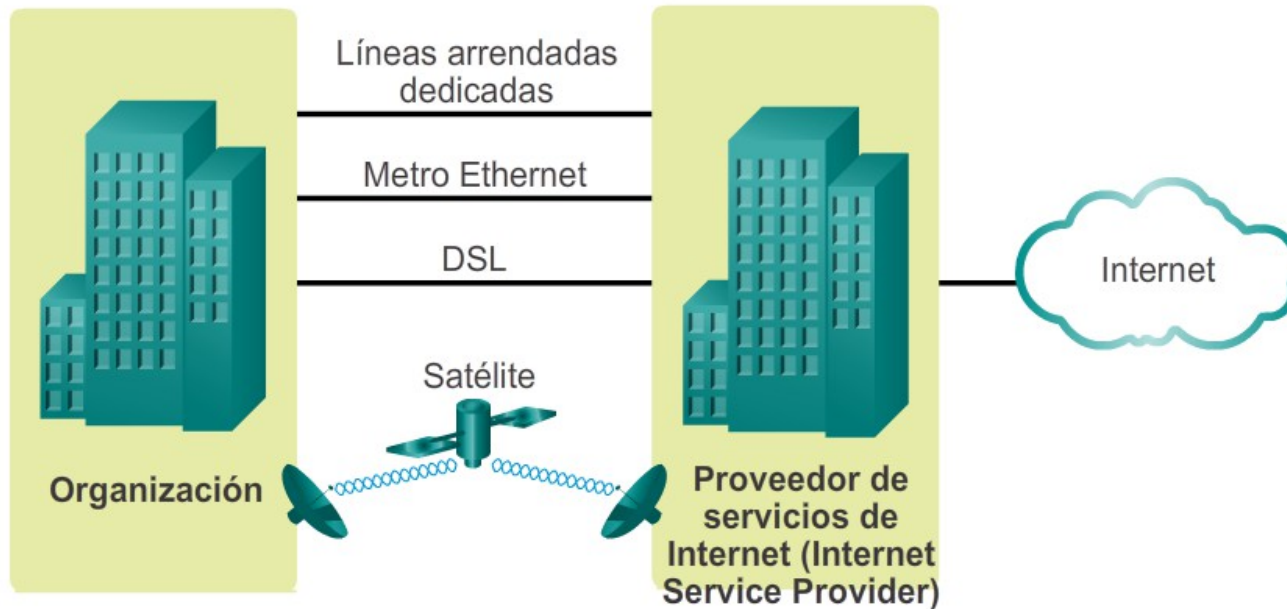 Líneas arrendadas
dedicadas
Metro Ethernet
DSL
Satélite
Organización
Proveedor de
servicios de
Internet (Internet
Service Provider)
Internet